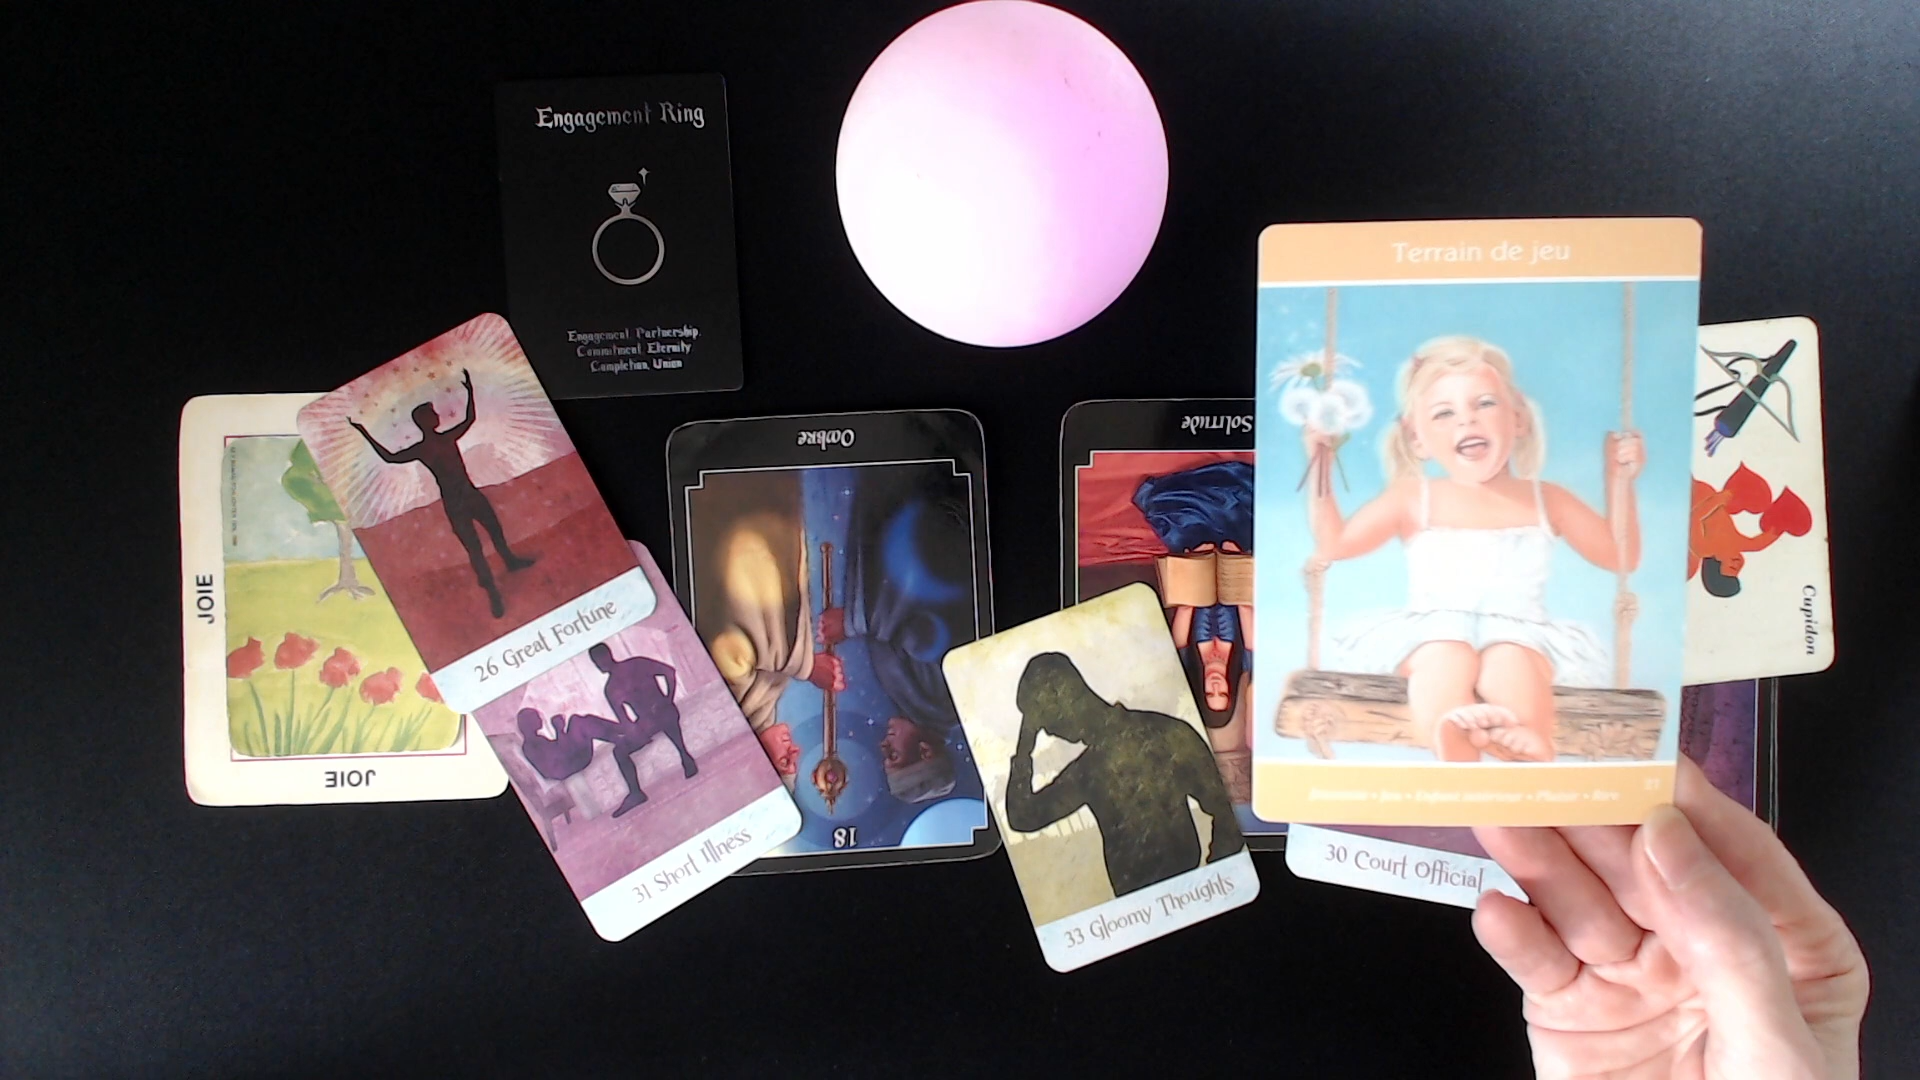 Engagement Ring
Engagement, Partnership,
Commitment, Eternity
Completion, Union
Terrain de jeu
Solitude
Ombre
JOIE
JOIE
26 Great Fortune
Cupidon
18
31 Short Illness
33 Gloomy Thoughts
30 Court Official